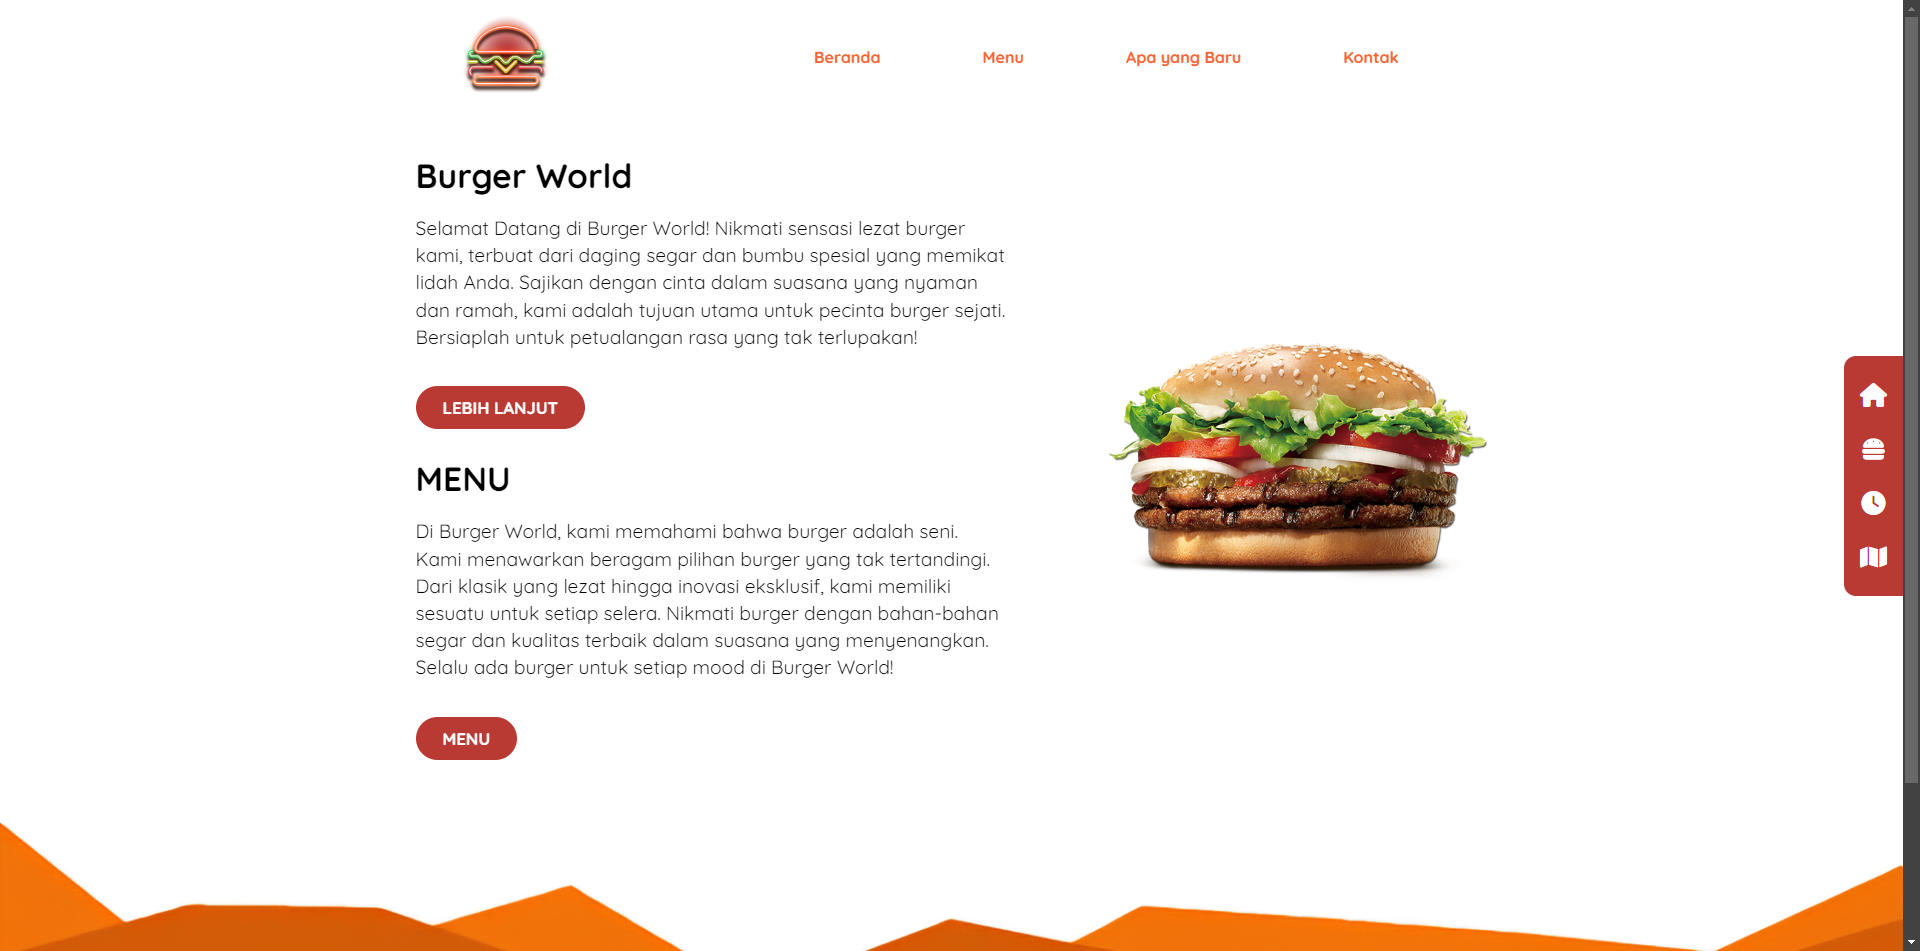 Beranda
Menu
Apa yang Baru
Kontak
Burger World
Selamat Datang di Burger World! Nikmati sensasi lezat burger
kami, terbuat dari daging segar dan bumbu spesial yang memikat
lidah Anda. Sajikan dengan cinta dalam suasana yang nyaman
dan ramah, kami adalah tujuan utama untuk pecinta burger sejati.
Bersiaplah untuk petualangan rasa yang tak terlupakan!
LEBIH LANJUT
MENU
Di Burger World, kami memahami bahwa burger adalah seni.
Kami menawarkan beragam pilihan burger yang tak tertandingi.
Dari klasik yang lezat hingga inovasi eksklusif, kami memiliki
sesuatu untuk setiap selera. Nikmati burger dengan bahan-bahan
segar dan kualitas terbaik dalam suasana yang menyenangkan.
Selalu ada burger untuk setiap mood di Burger World!
MENU